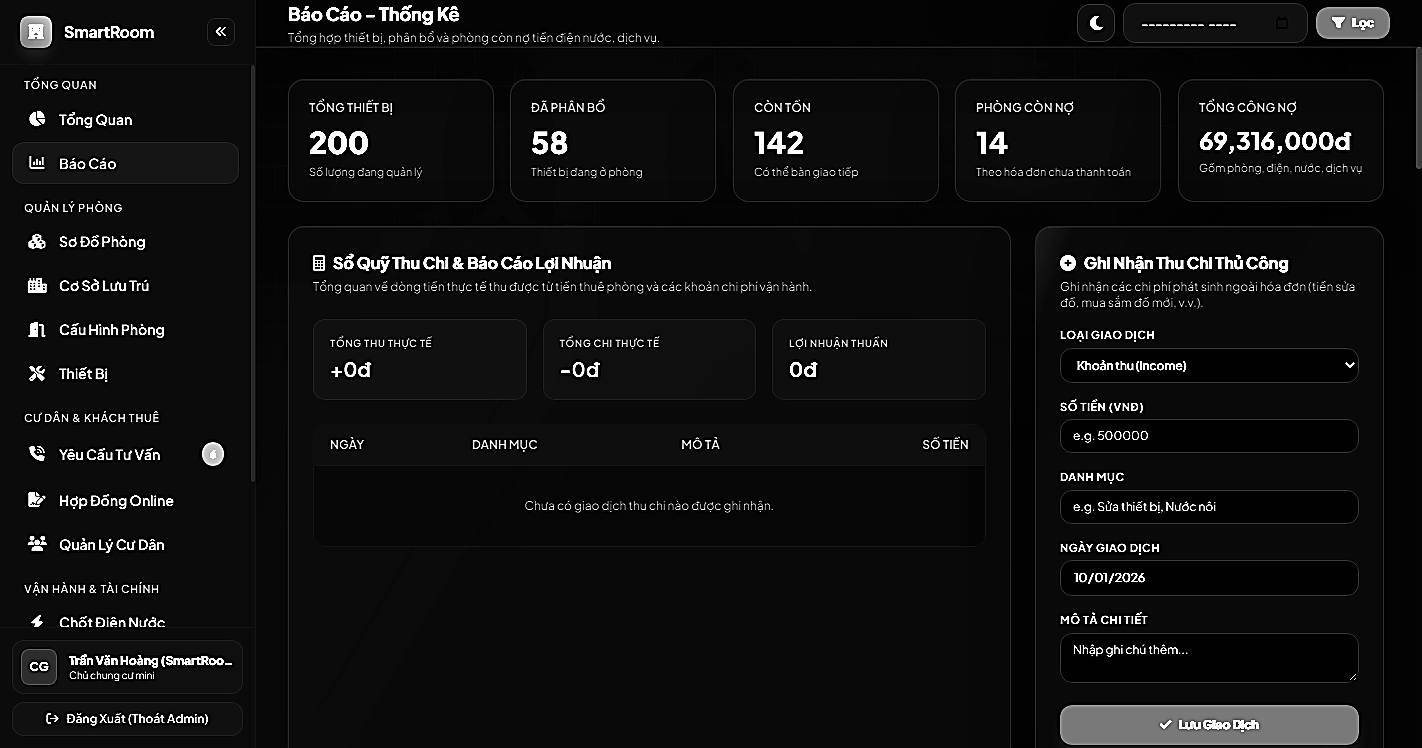 SmartRoom
TỔNG QUAN
Tổng Quan
Báo Cáo
QUẢN LÝ PHÒNG
Sơ Đồ Phòng
Cơ Sở Lưu Trú
Cấu Hình Phòng
Thiết Bị
CƯ DÂN & KHÁCH THUÊ
Yêu Cầu Tư Vấn
6
Hợp Đồng Online
Quản Lý Cư Dân
VẬN HÀNH & TÀI CHÍNH
Chốt Điện Nước
CG
Trần Văn Hoàng (SmartRoo...
Chủ chung cư mini
Đăng Xuất (Thoát Admin)
Báo Cáo – Thống Kê
Tổng hợp thiết bị, phân bổ và phòng còn nợ tiền điện nước, dịch vụ.
--------- ----
Lọc
TỔNG THIẾT BỊ
200
Số lượng đang quản lý
ĐÃ PHÂN BỔ
58
Thiết bị đang ở phòng
CÒN TỒN
142
Có thể bàn giao tiếp
PHÒNG CÒN NỢ
14
Theo hóa đơn chưa thanh toán
TỔNG CÔNG NỢ
69,316,000đ
Gồm phòng, điện, nước, dịch vụ
Sổ Quỹ Thu Chi & Báo Cáo Lợi Nhuận
Tổng quan về dòng tiền thực tế thu được từ tiền thuê phòng và các khoản chi phí vận hành.
TỔNG THU THỰC TẾ
+0đ
TỔNG CHI THỰC TẾ
-0đ
LỢI NHUẬN THUẦN
0đ
NGÀY DANH MỤC MÔ TẢ SỐ TIỀN
Chưa có giao dịch thu chi nào được ghi nhận.
Ghi Nhận Thu Chi Thủ Công
Ghi nhận các chi phí phát sinh ngoài hóa đơn (tiền sửa
đồ, mua sắm đồ mới, v.v.).
LOẠI GIAO DỊCH
Khoản thu (Income)
SỐ TIỀN (VNĐ)
e.g. 500000
DANH MỤC
e.g. Sửa thiết bị, Nước nôi
NGÀY GIAO DỊCH
10/01/2026
MÔ TẢ CHI TIẾT
Nhập ghi chú thêm...
Lưu Giao Dịch